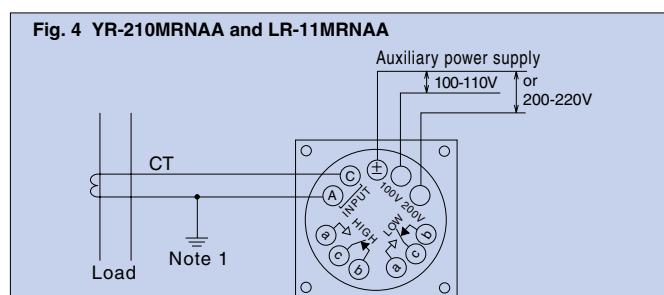 Fig. 4 YR-210MRNAA and LR-11MRNAA
Auxiliary power supply
100-110V
or
200-220V
CT
C
±
A
INPUT
100V
200V
HIGH
LOW
a
c
b
b
c
a
Load
Note 1